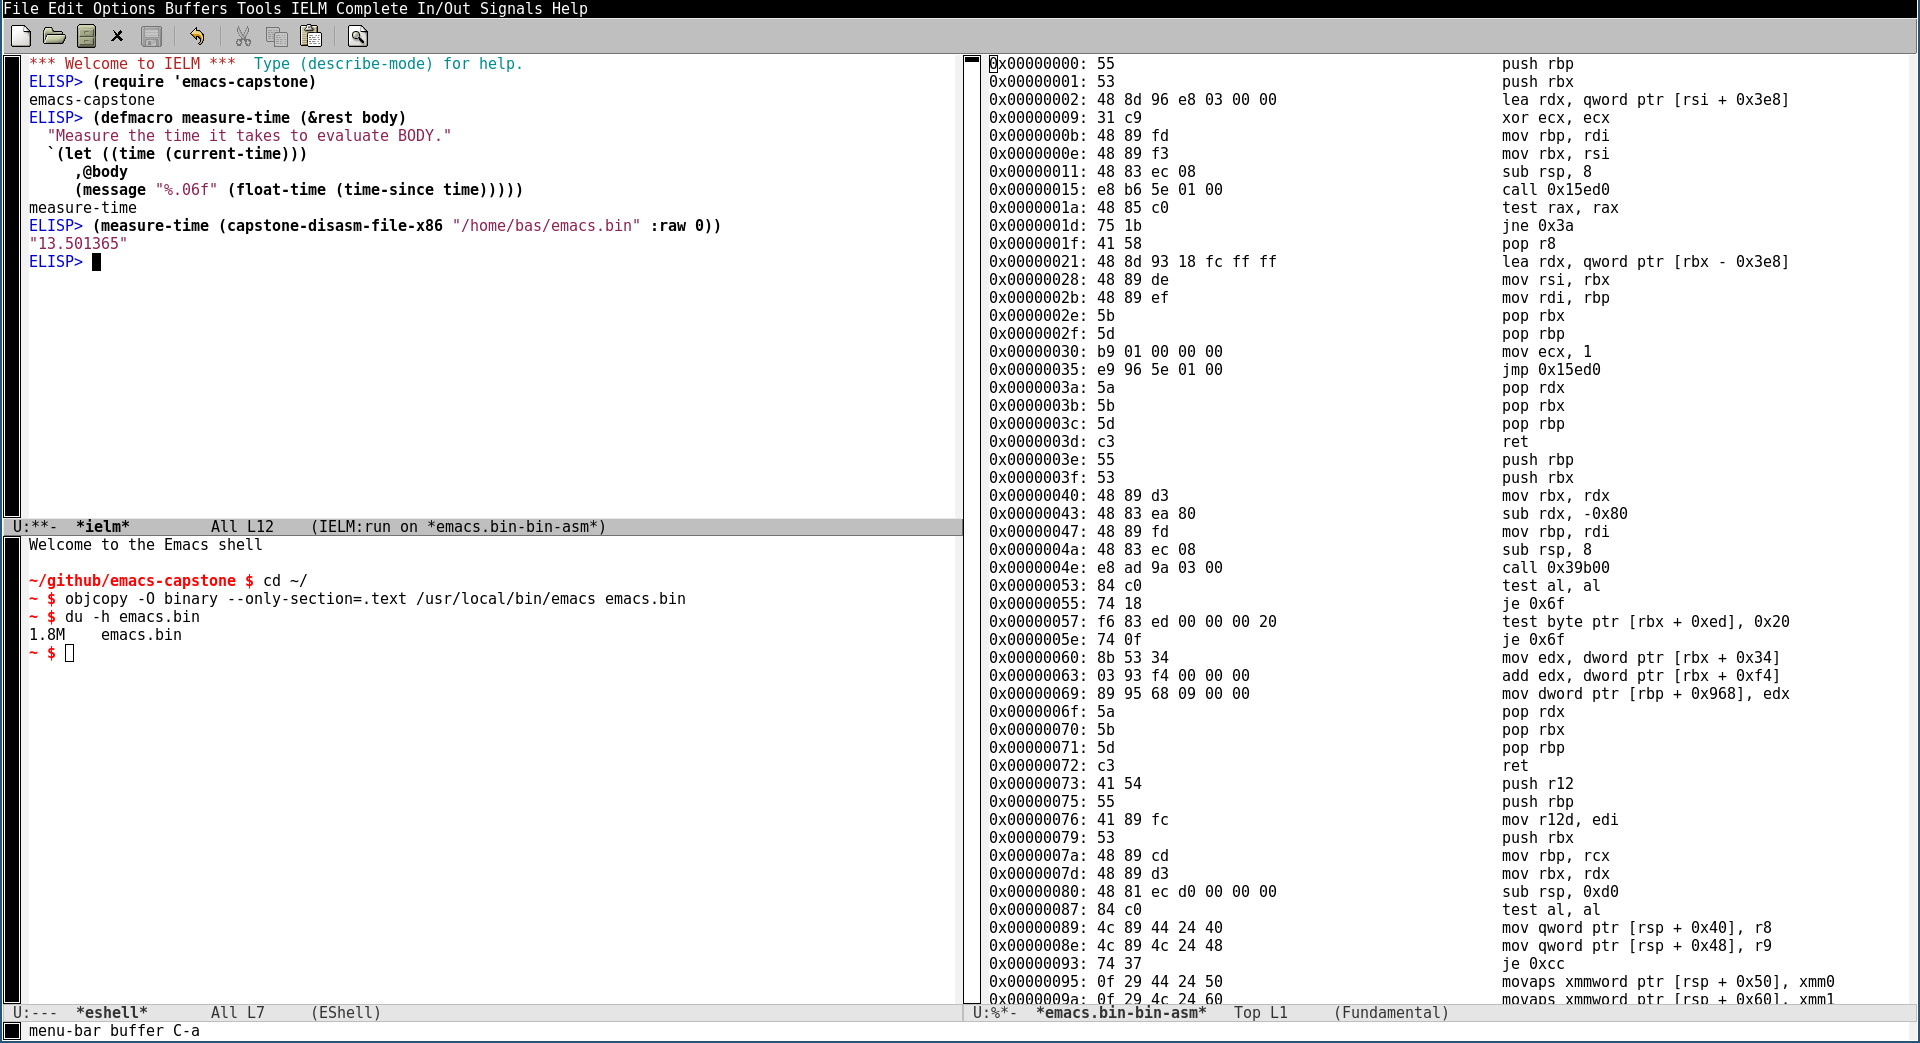 File Edit Options Buffers Tools IELM Complete In/Out Signals Help
*** Welcome to IELM ***  Type (describe-mode) for help.
ELISP> (require 'emacs-capstone)
emacs-capstone
ELISP> (defmacro measure-time (&rest body)
  "Measure the time it takes to evaluate BODY."
  `(let ((time (current-time)))
     ,@body
     (message "%.06f" (float-time (time-since time)))))
measure-time
ELISP> (measure-time (capstone-disasm-file-x86 "/home/bas/emacs.bin" :raw 0))
"13.501365"
ELISP>
U:**-  *ielm*         All L12    (IELM:run on *emacs.bin-bin-asm*)
Welcome to the Emacs shell
~/github/emacs-capstone $ cd ~/
~ $ objcopy -O binary --only-section=.text /usr/local/bin/emacs emacs.bin
~ $ du -h emacs.bin
1.8M    emacs.bin
~ $
U:---  *eshell*       All L7     (EShell)
0x00000000: 55 push rbp
0x00000001: 53 push rbx
0x00000002: 48 8d 96 e8 03 00 00 lea rdx, qword ptr [rsi + 0x3e8]
0x00000009: 31 c9 xor ecx, ecx
0x0000000b: 48 89 fd mov rbp, rdi
0x0000000e: 48 89 f3 mov rbx, rsi
0x00000011: 48 83 ec 08 sub rsp, 8
0x00000015: e8 b6 5e 01 00 call 0x15ed0
0x0000001a: 48 85 c0 test rax, rax
0x0000001d: 75 1b jne 0x3a
0x0000001f: 41 58 pop r8
0x00000021: 48 8d 93 18 fc ff ff lea rdx, qword ptr [rbx - 0x3e8]
0x00000028: 48 89 de mov rsi, rbx
0x0000002b: 48 89 ef mov rdi, rbp
0x0000002e: 5b pop rbx
0x0000002f: 5d pop rbp
0x00000030: b9 01 00 00 00 mov ecx, 1
0x00000035: e9 96 5e 01 00 jmp 0x15ed0
0x0000003a: 5a pop rdx
0x0000003b: 5b pop rbx
0x0000003c: 5d pop rbp
0x0000003d: c3 ret
0x0000003e: 55 push rbp
0x0000003f: 53 push rbx
0x00000040: 48 89 d3 mov rbx, rdx
0x00000043: 48 83 ea 80 sub rdx, -0x80
0x00000047: 48 89 fd mov rbp, rdi
0x0000004a: 48 83 ec 08 sub rsp, 8
0x0000004e: e8 ad 9a 03 00 call 0x39b00
0x00000053: 84 c0 test al, al
0x00000055: 74 18 je 0x6f
0x00000057: f6 83 ed 00 00 00 20 test byte ptr [rbx + 0xed], 0x20
0x0000005e: 74 0f je 0x6f
0x00000060: 8b 53 34 mov edx, dword ptr [rbx + 0x34]
0x00000063: 03 93 f4 00 00 00 add edx, dword ptr [rbx + 0xf4]
0x00000069: 89 95 68 09 00 00 mov dword ptr [rbp + 0x968], edx
0x0000006f: 5a pop rdx
0x00000070: 5b pop rbx
0x00000071: 5d pop rbp
0x00000072: c3 ret
0x00000073: 41 54 push r12
0x00000075: 55 push rbp
0x00000076: 41 89 fc mov r12d, edi
0x00000079: 53 push rbx
0x0000007a: 48 89 cd mov rbp, rcx
0x0000007d: 48 89 d3 mov rbx, rdx
0x00000080: 48 81 ec d0 00 00 00 sub rsp, 0xd0
0x00000087: 84 c0 test al, al
0x00000089: 4c 89 44 24 40 mov qword ptr [rsp + 0x40], r8
0x0000008e: 4c 89 4c 24 48 mov qword ptr [rsp + 0x48], r9
0x00000093: 74 37 je 0xcc
0x00000095: 0f 29 44 24 50 movaps xmmword ptr [rsp + 0x50], xmm0
0x0000009a: 0f 29 4c 24 60 movaps xmmword ptr [rsp + 0x60], xmm1
U:%*-  *emacs.bin-bin-asm*   Top L1     (Fundamental)
menu-bar buffer C-a